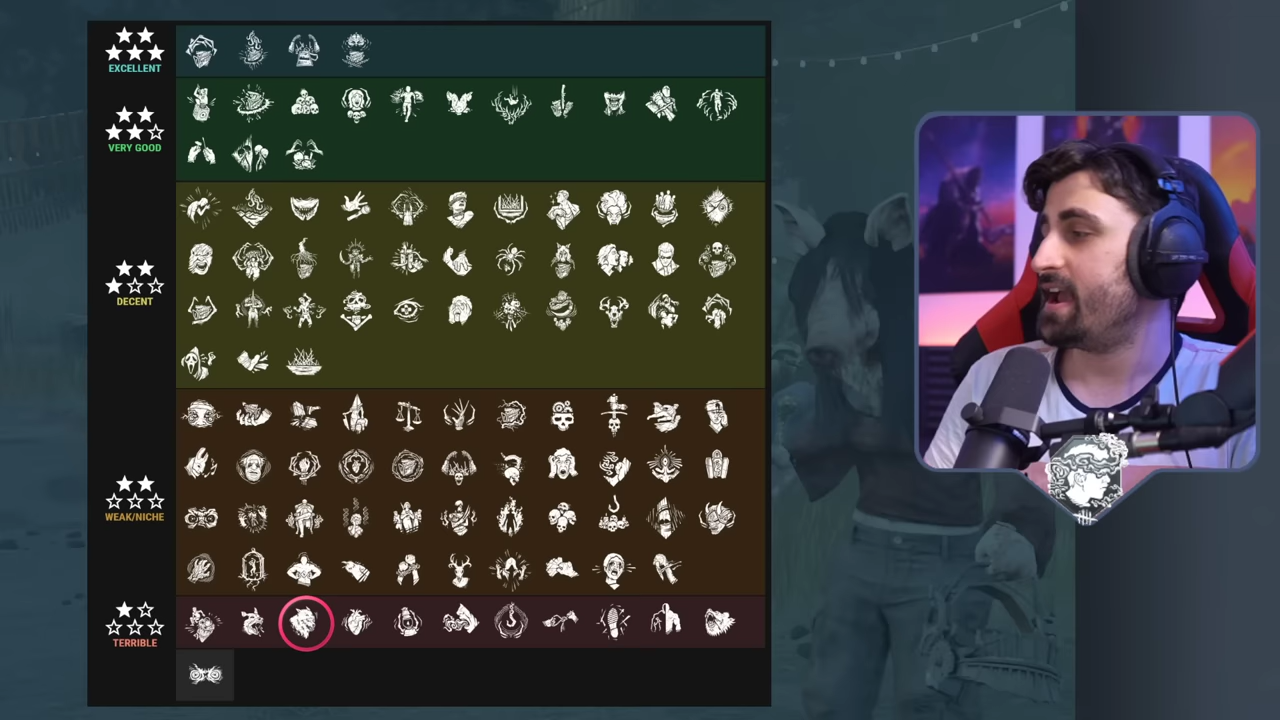 EXCELLENT
VERY GOOD
DECENT
WEAK/NICHE
TERRIBLE